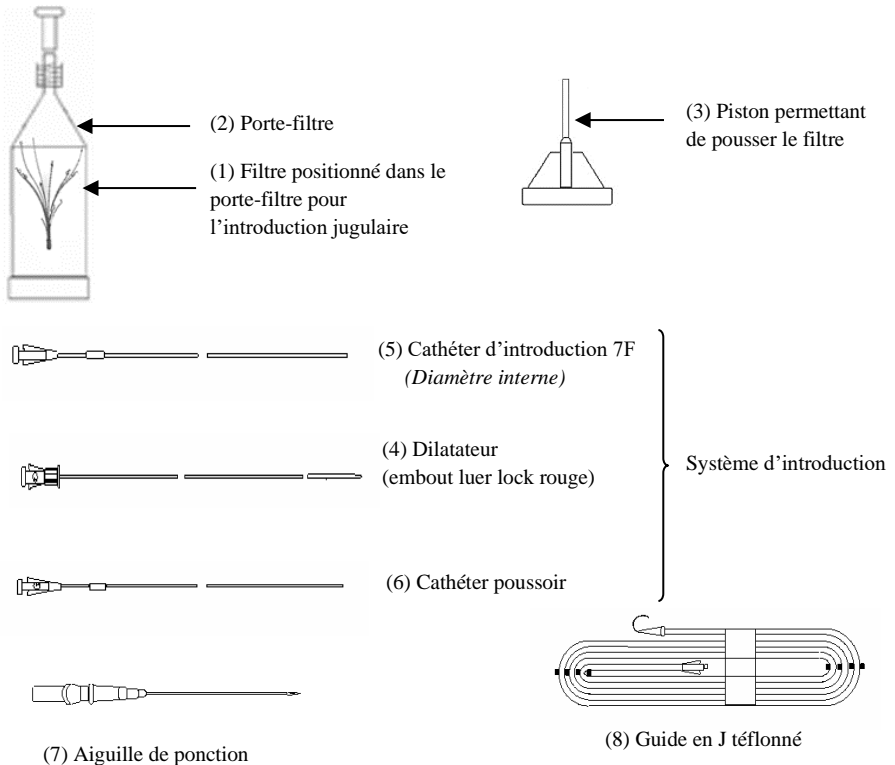 (2) Porte-filtre
(1) Filtre positionné dans le
porte-filtre pour
l’introduction jugulaire
(3) Piston permettant
de pousser le filtre
(5) Cathéter d’introduction 7F
(Diamètre interne)
(4) Dilatateur
(embout luer lock rouge)
Système d’introduction
(6) Cathéter poussoir
(7) Aiguille de ponction
(8) Guide en J téflonné